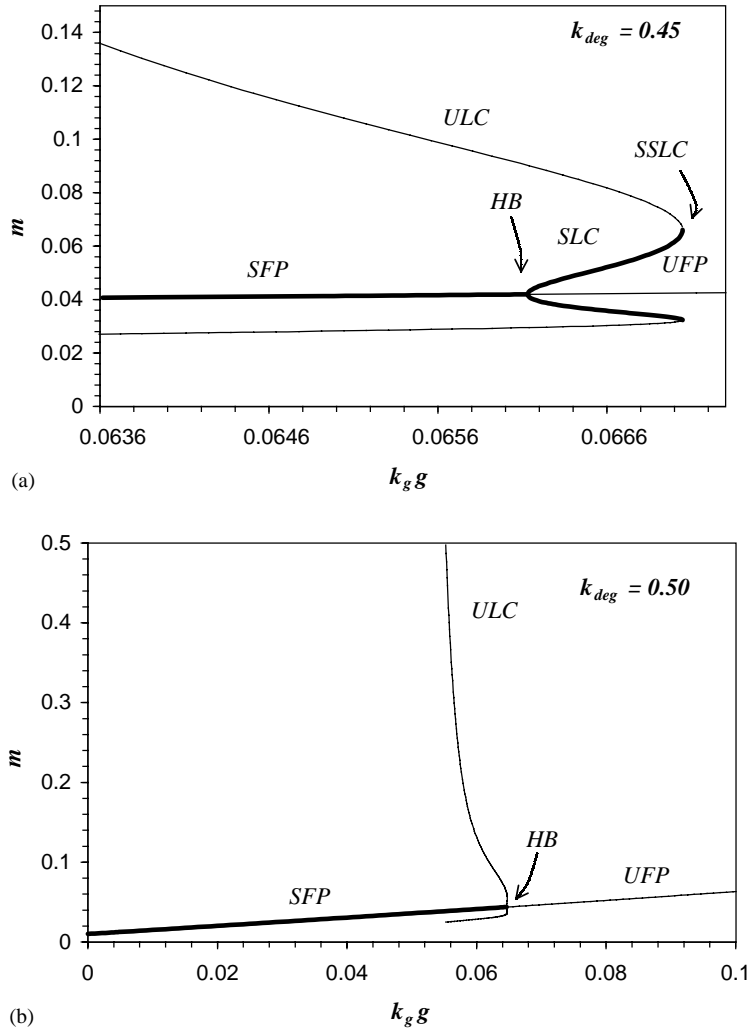 0.14
k_deg = 0.45
0.12
ULC
0.1
SSLC
0.08
HB
m
0.06
SFP
SLC
UFP
0.04
0.02
0
0.0636
0.0646
0.0656
0.0666
(a)
k_g g
0.5
k_deg = 0.50
0.4
ULC
0.3
m
0.2
HB
0.1
SFP
UFP
0
0
0.02
0.04
0.06
0.08
0.1
(b)
k_g g